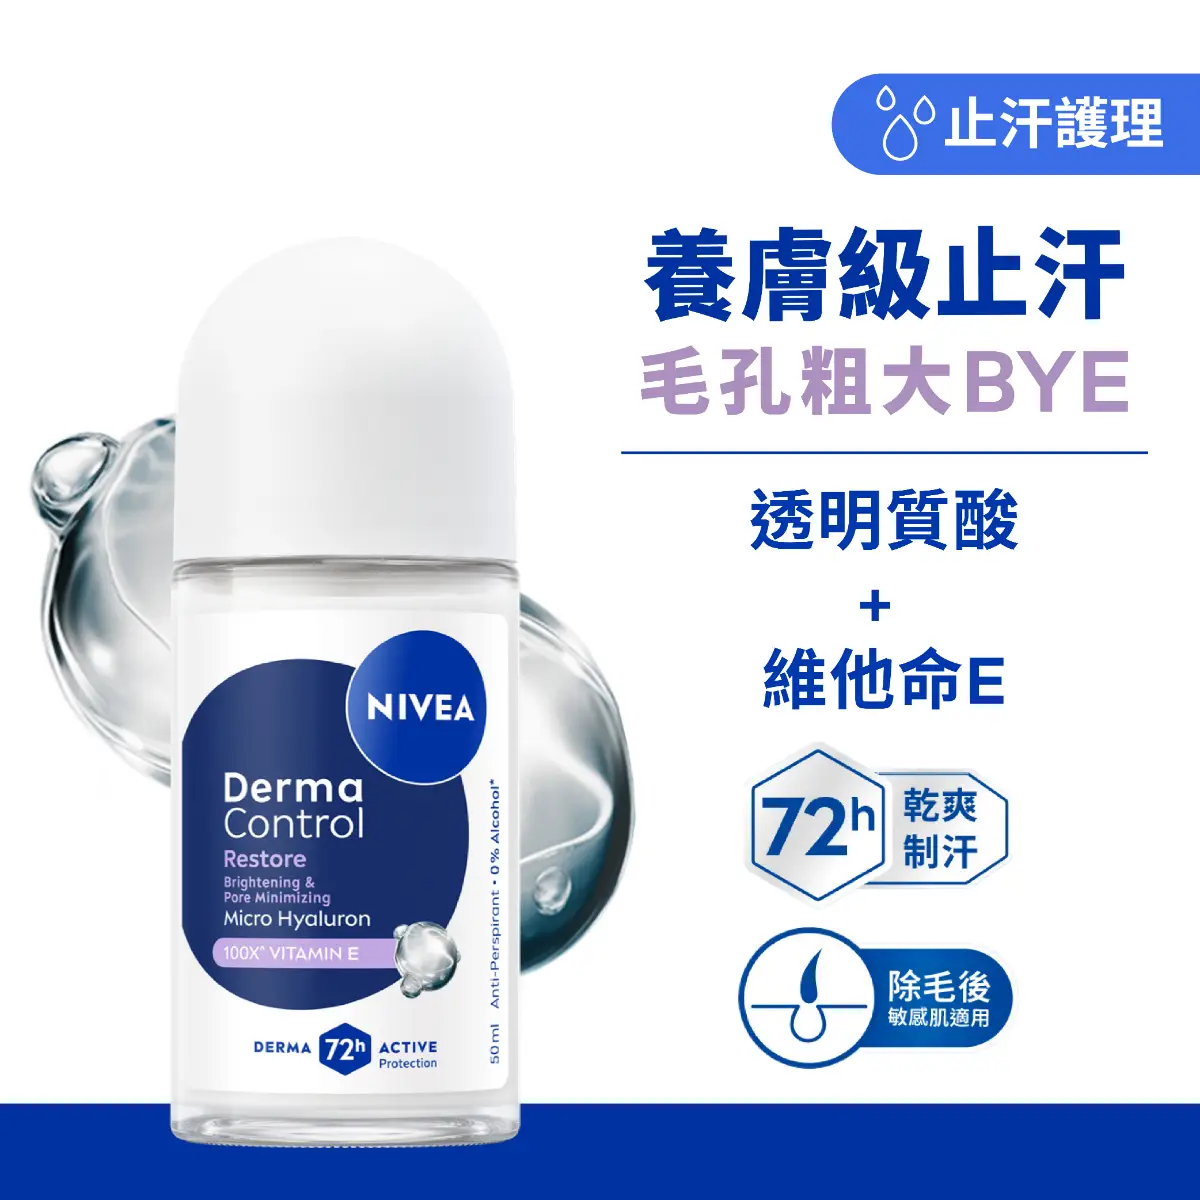 止汗護理
養膚級止汗
毛孔粗大BYE
透明質酸
+
維他命E
72h
乾爽
制汗
除毛後
敏感肌適用
NIVEA
Derma
Control
Restore
Brightening &
Pore Minimizing
Micro Hyaluron
100X^ VITAMIN E
DERMA 72h ACTIVE
Protection
50ml Anti-Perspirant • 0% Alcohol*